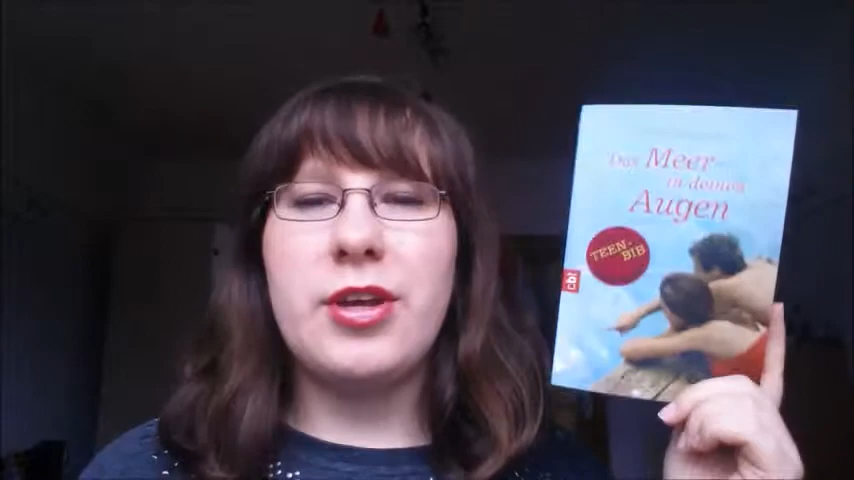 Das Meer
in deinen
Augen
TEEN-
BIB
cbt